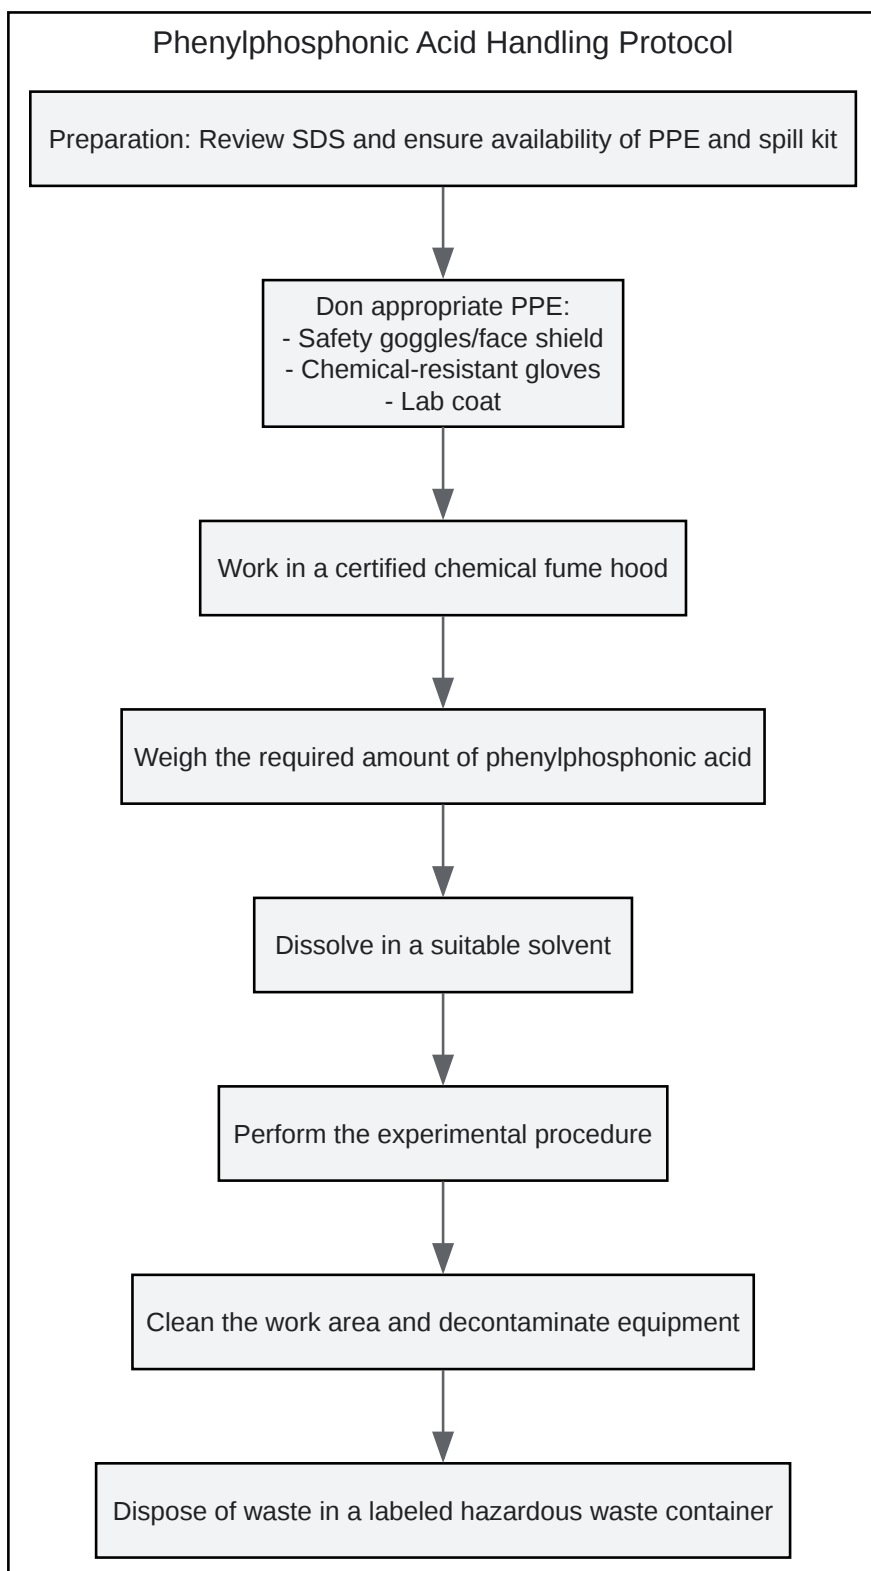 Phenylphosphonic Acid Handling Protocol
Preparation: Review SDS and ensure availability of PPE and spill kit
Don appropriate PPE:
- Safety goggles/face shield
- Chemical-resistant gloves
- Lab coat
Work in a certified chemical fume hood
Weigh the required amount of phenylphosphonic acid
Dissolve in a suitable solvent
Perform the experimental procedure
Clean the work area and decontaminate equipment
Dispose of waste in a labeled hazardous waste container